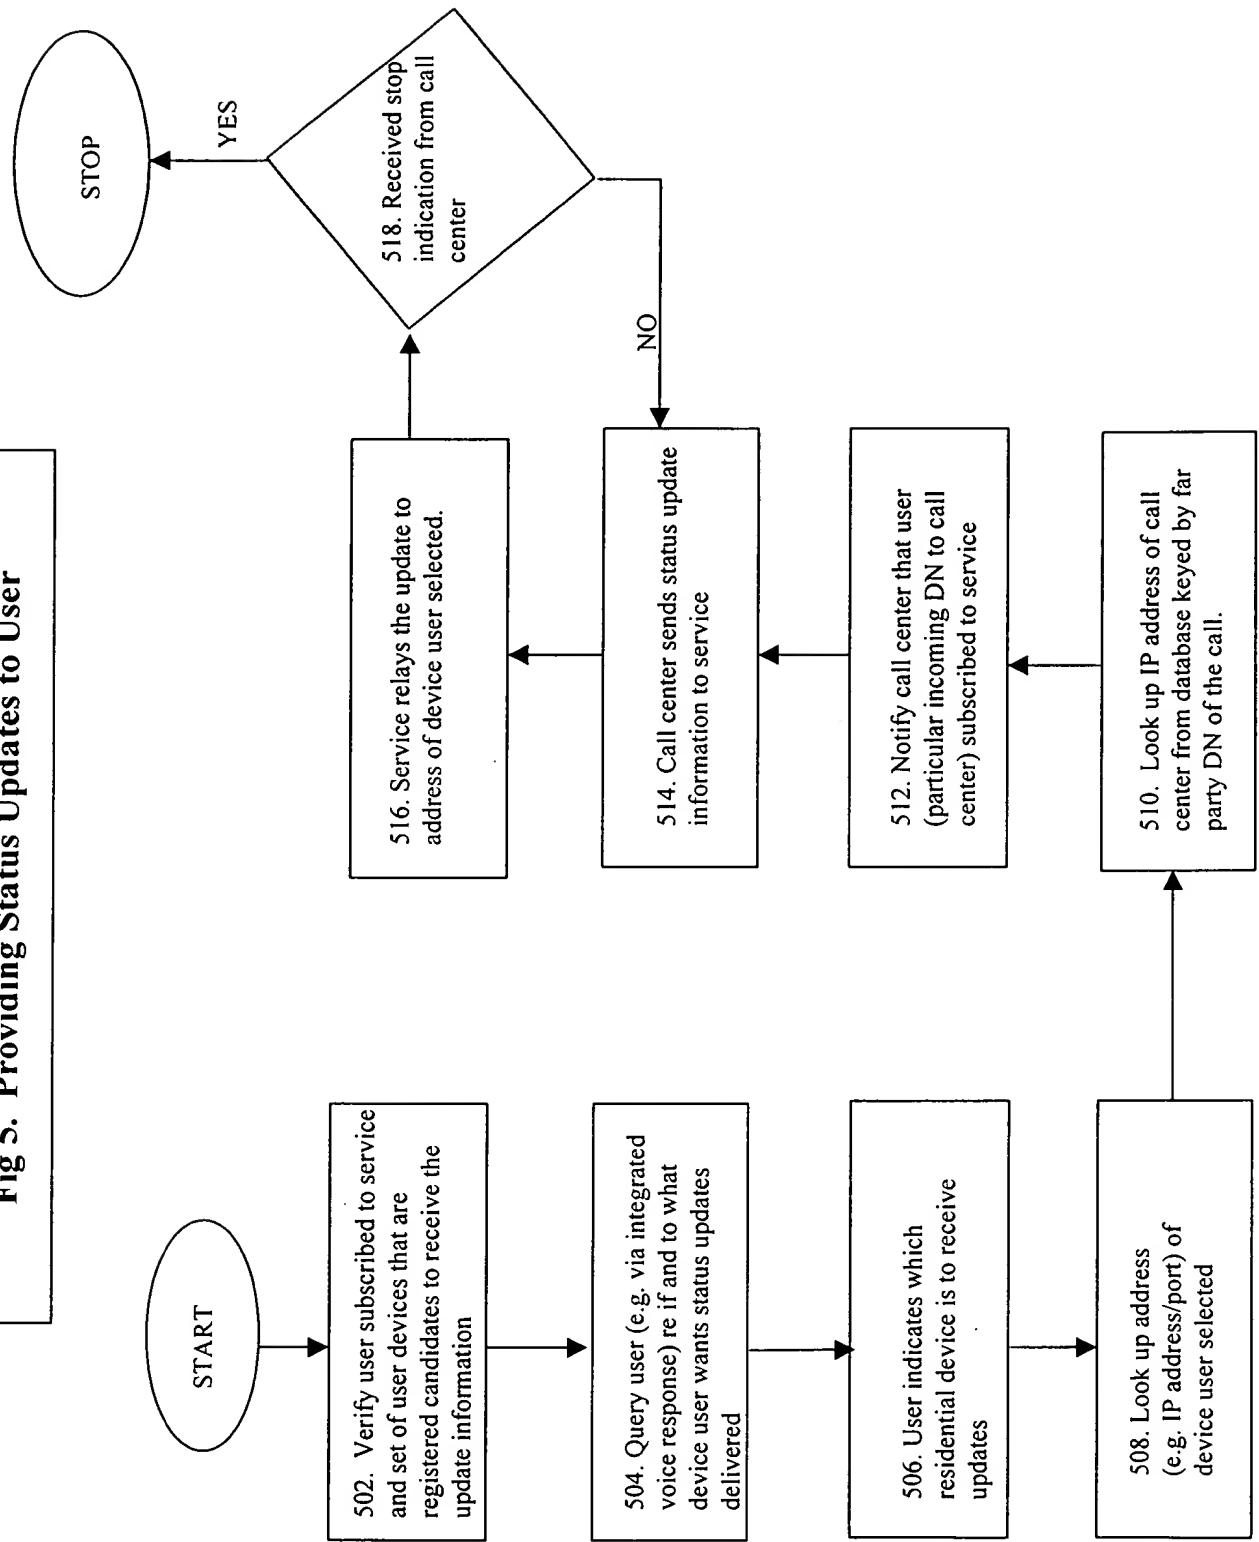 Fig 5. Providing Status Updates to User
START
502. Verify user subscribed to service
and set of user devices that are
registered candidates to receive the
update information
504. Query user (e.g. via integrated
voice response) re if and to what
device user wants status updates
delivered
506. User indicates which
residential device is to receive
updates
508. Look up address
(e.g. IP address/port) of
device user selected
510. Look up IP address of call
center from database keyed by far
party DN of the call.
512. Notify call center that user
(particular incoming DN to call
center) subscribed to service
514. Call center sends status update
information to service
516. Service relays the update to
address of device user selected.
518. Received stop
indication from call
center
NO
YES
STOP